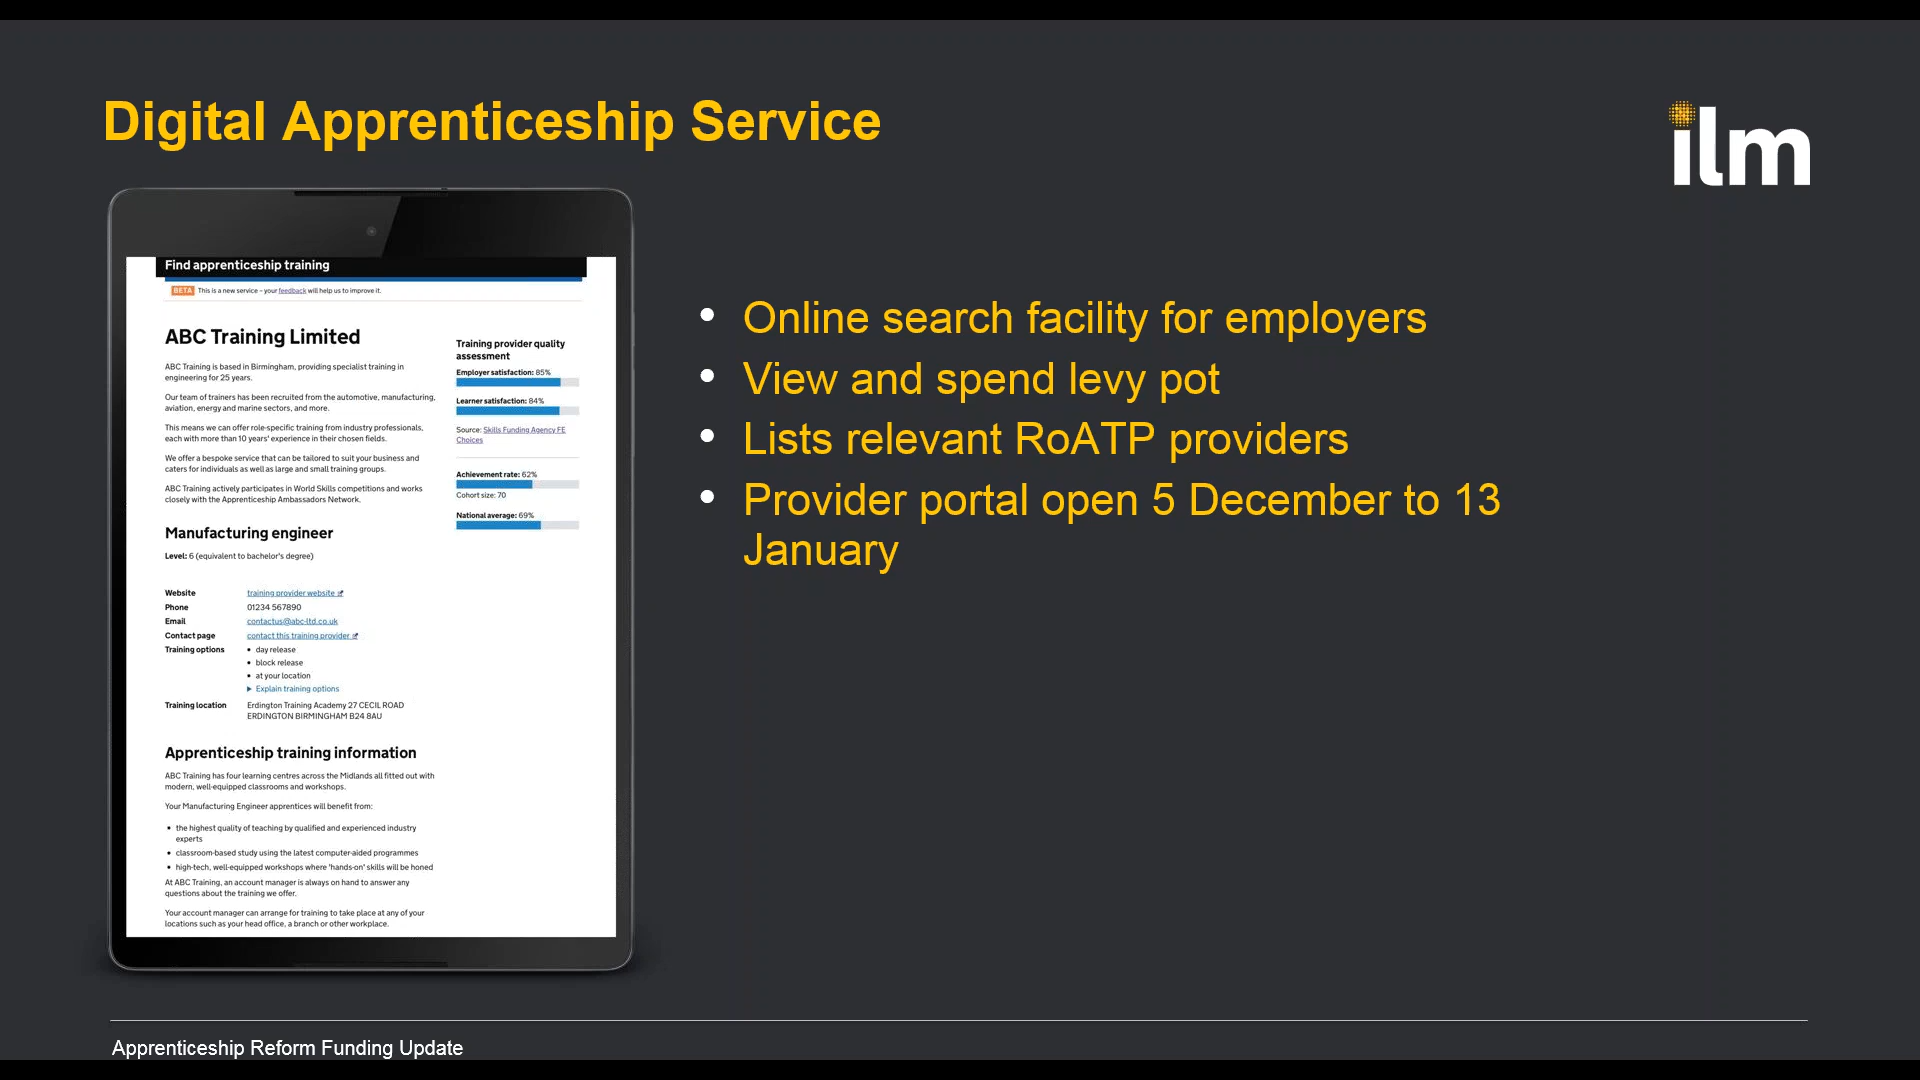 Digital Apprenticeship Service
ilm
Find apprenticeship training
BETA This is a new service – your feedback will help us to improve it.
ABC Training Limited
ABC Training is based in Birmingham, providing specialist training in
engineering for 25 years.
Our team of trainers has been recruited from the automotive, manufacturing,
aviation, energy and marine sectors, and more.
This means we can offer role-specific training from industry professionals,
each with more than 10 years' experience in their chosen fields.
We offer a bespoke service that can be tailored to suit your business and
caters for individuals as well as large and small training groups.
ABC Training actively participates in World Skills competitions and works
closely with the Apprenticeship Ambassadors Network.
Manufacturing engineer
Level: 6 (equivalent to bachelor's degree)
Website training provider website
Phone 01234 567890
Email contactus@abc-ltd.co.uk
Contact page contact this training provider
Training options • day release
• block release
• at your location
Explain training options
Training location Erdington Training Academy 27 CECIL ROAD
ERDINGTON BIRMINGHAM B24 8AU
Apprenticeship training information
ABC Training has four learning centres across the Midlands all fitted out with
modern, well-equipped classrooms and workshops.
Your Manufacturing Engineer apprentices will benefit from:
• the highest quality of teaching by qualified and experienced industry
experts
• classroom-based study using the latest computer-aided programmes
• high-tech, well-equipped workshops where 'hands-on' skills will be honed
At ABC Training, an account manager is always on hand to answer any
questions about the training we offer.
Your account manager can arrange for training to take place at any of your
locations such as your head office, a branch or other workplace.
Training provider quality
assessment
Employer satisfaction: 85%
Learner satisfaction: 84%
Source: Skills Funding Agency FE
Choices
Achievement rate: 62%
Cohort size: 70
National average: 69%
• Online search facility for employers
• View and spend levy pot
• Lists relevant RoATP providers
• Provider portal open 5 December to 13
January
Apprenticeship Reform Funding Update